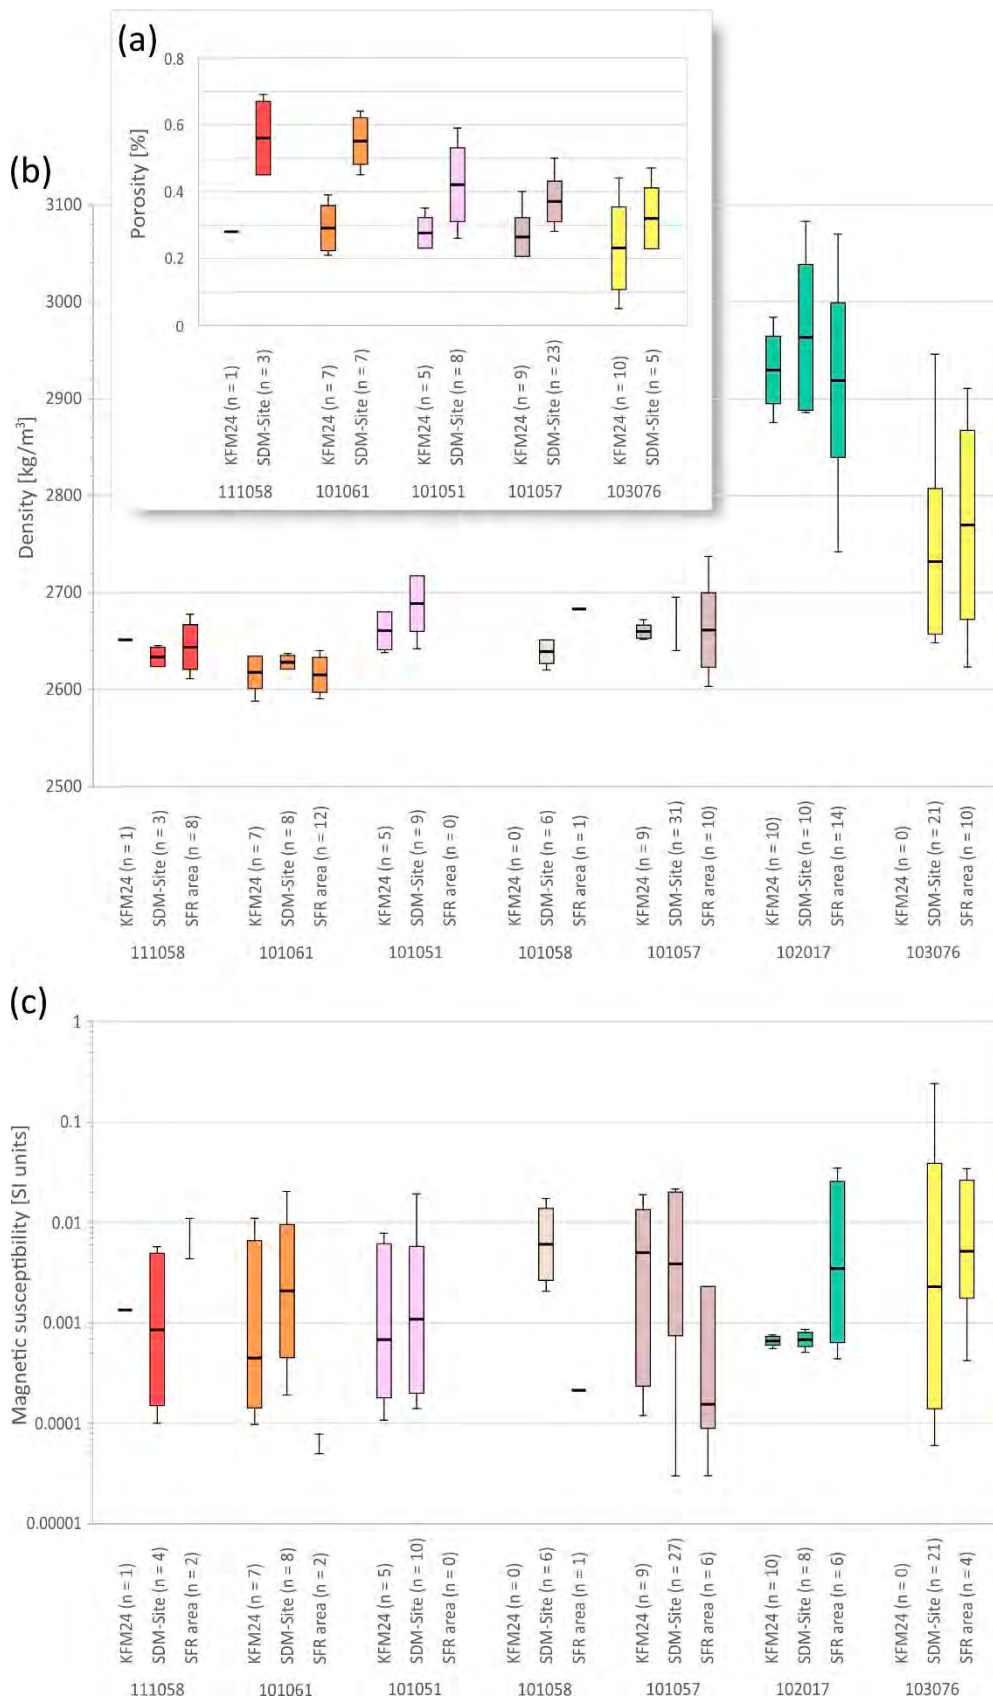 (a)
Porosity [%]
0.8
0.6
0.4
0.2
0
KFM24 (n = 1)
SDM-Site (n = 3)
KFM24 (n = 7)
SDM-Site (n = 7)
KFM24 (n = 5)
SDM-Site (n = 8)
KFM24 (n = 9)
SDM-Site (n = 23)
KFM24 (n = 10)
SDM-Site (n = 5)
111058 101061 101051 101057 103076
(b)
Density [kg/m³]
3100
3000
2900
2800
2700
2600
2500
KFM24 (n = 1)
SDM-Site (n = 3)
SFR area (n = 8)
KFM24 (n = 7)
SDM-Site (n = 8)
SFR area (n = 12)
KFM24 (n = 5)
SDM-Site (n = 9)
SFR area (n = 0)
KFM24 (n = 0)
SDM-Site (n = 6)
SFR area (n = 1)
KFM24 (n = 9)
SDM-Site (n = 31)
SFR area (n = 10)
KFM24 (n = 10)
SDM-Site (n = 10)
SFR area (n = 14)
KFM24 (n = 0)
SDM-Site (n = 21)
SFR area (n = 10)
111058 101061 101051 101058 101057 102017 103076
(c)
Magnetic susceptibility [SI units]
1
0.1
0.01
0.001
0.0001
0.00001
KFM24 (n = 1)
SDM-Site (n = 4)
SFR area (n = 2)
KFM24 (n = 7)
SDM-Site (n = 8)
SFR area (n = 2)
KFM24 (n = 5)
SDM-Site (n = 10)
SFR area (n = 0)
KFM24 (n = 0)
SDM-Site (n = 6)
SFR area (n = 1)
KFM24 (n = 9)
SDM-Site (n = 27)
SFR area (n = 6)
KFM24 (n = 10)
SDM-Site (n = 8)
SFR area (n = 6)
KFM24 (n = 0)
SDM-Site (n = 21)
SFR area (n = 4)
111058 101061 101051 101058 101057 102017 103076